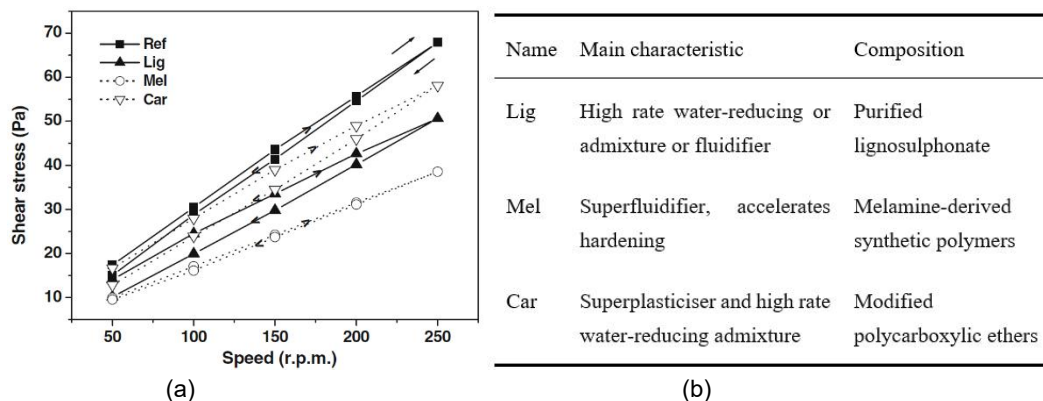 70
60
50
40
30
20
10
Shear stress (Pa)
Ref
Lig
Mel
Car
50 100 150 200 250
Speed (r.p.m.)
(a)
Name Main characteristic Composition
Lig High rate water-reducing or Purified
admixture or fluidifier lignosulphonate
Mel Superfluidifier, accelerates Melamine-derived
hardening synthetic polymers
Car Superplasticiser and high rate Modified
water-reducing admixture polycarboxylic ethers
(b)